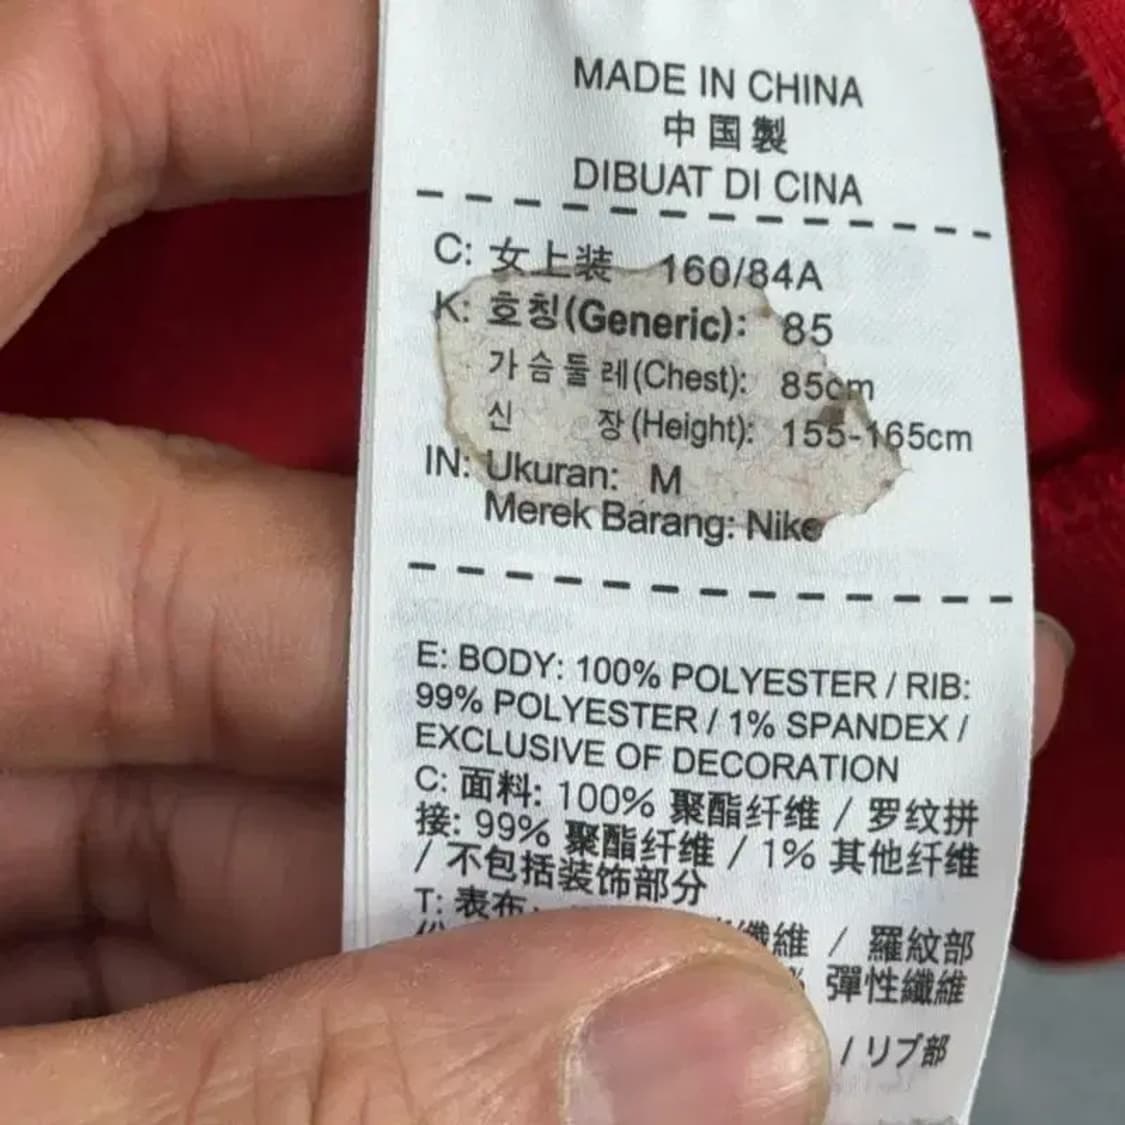 MADE IN CHINA
中国製
DIBUAT DI CINA
C: 女上装 160/84A
K: 호칭(Generic): 85
가슴둘레(Chest): 85cm
신 장(Height): 155-165cm
IN: Ukuran: M
Merek Barang: Nike
E: BODY: 100% POLYESTER / RIB:
99% POLYESTER / 1% SPANDEX /
EXCLUSIVE OF DECORATION
C: 面料: 100% 聚酯纤维 / 罗纹拼
接: 99% 聚酯纤维 / 1% 其他纤维
/ 不包括装饰部分
T: 表布:
纖維 / 羅紋部
% 彈性纖維
/ リブ部